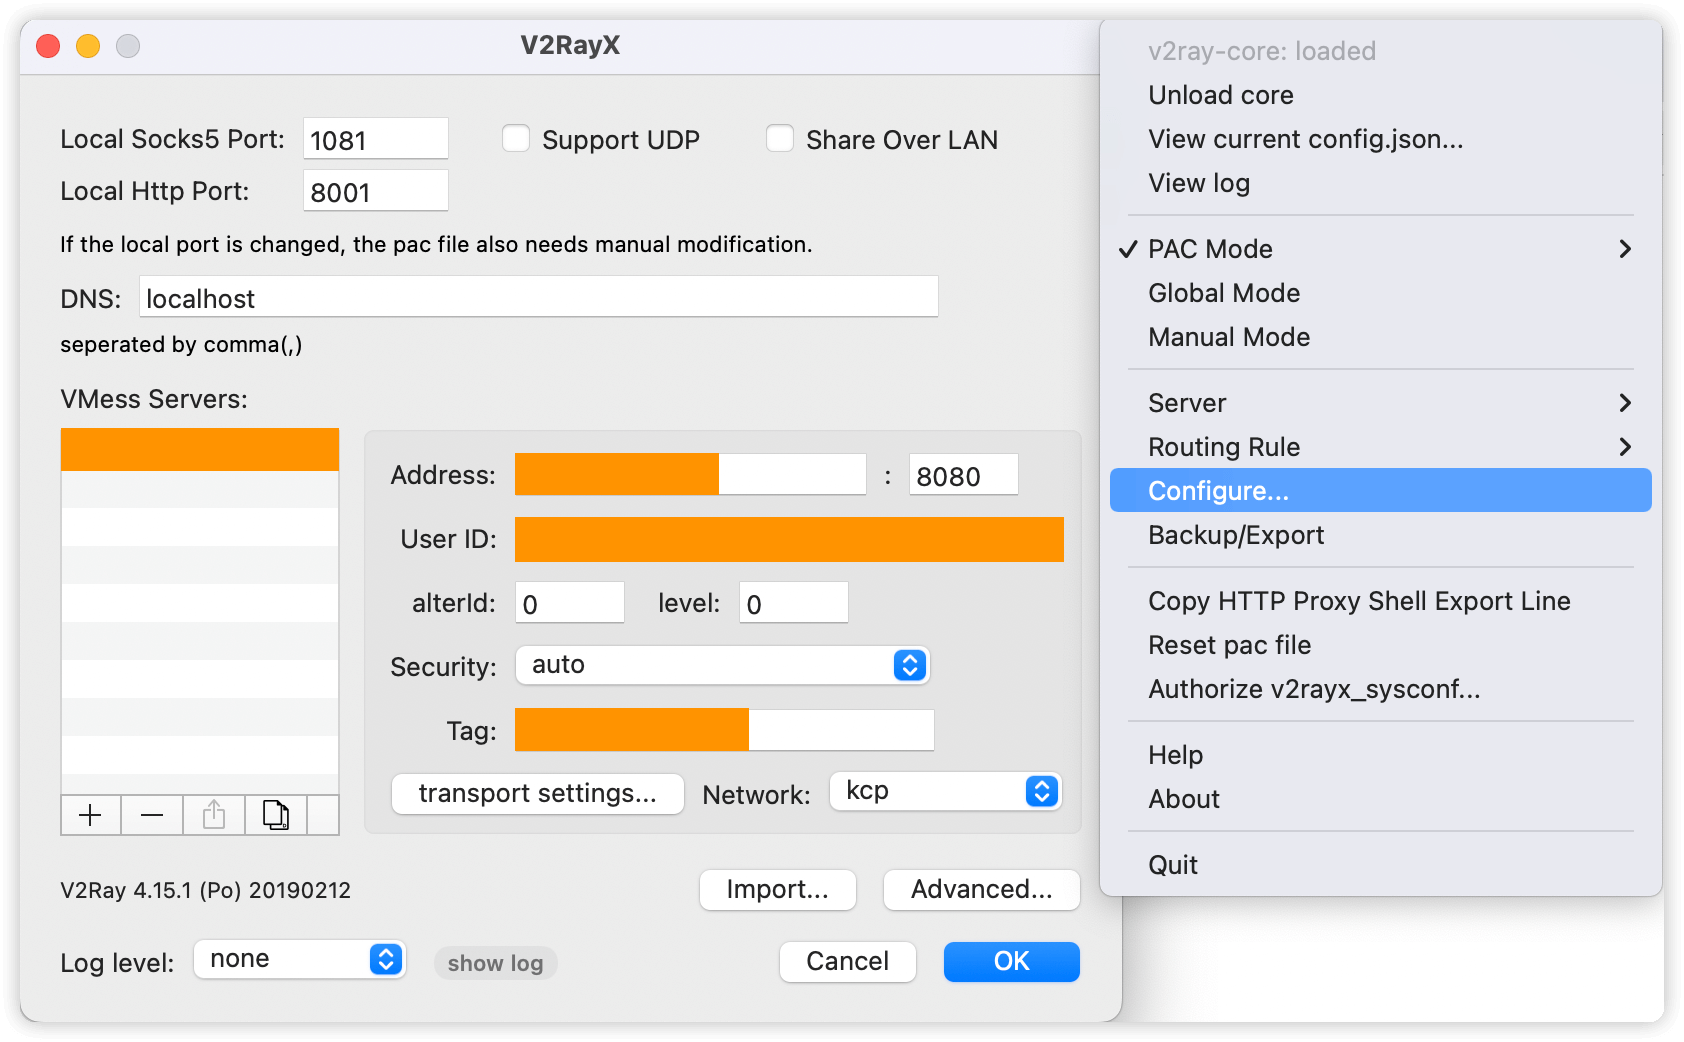 V2RayX
Local Socks5 Port: 1081 Support UDP Share Over LAN
Local Http Port: 8001
If the local port is changed, the pac file also needs manual modification.
DNS: localhost
seperated by comma(,)
VMess Servers:
Address: : 8080
User ID:
alterId: 0 level: 0
Security: auto
Tag:
transport settings... Network: kcp
V2Ray 4.15.1 (Po) 20190212 Import... Advanced...
Log level: none show log Cancel OK
v2ray-core: loaded
Unload core
View current config.json...
View log
PAC Mode
Global Mode
Manual Mode
Server
Routing Rule
Configure...
Backup/Export
Copy HTTP Proxy Shell Export Line
Reset pac file
Authorize v2rayx_sysconf...
Help
About
Quit